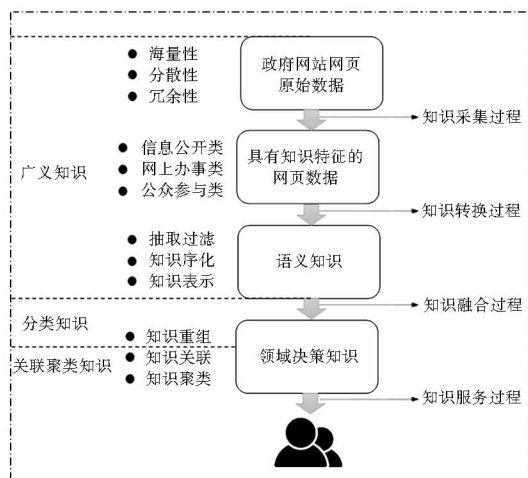 海量性
分散性
冗余性
政府网站网页
原始数据
知识采集过程
广义知识
信息公开类
网上办事类
公众参与类
具有知识特征的
网页数据
知识转换过程
抽取过滤
知识序化
知识表示
语义知识
知识融合过程
分类知识
关联聚类知识
知识重组
知识关联
知识聚类
领域决策知识
知识服务过程